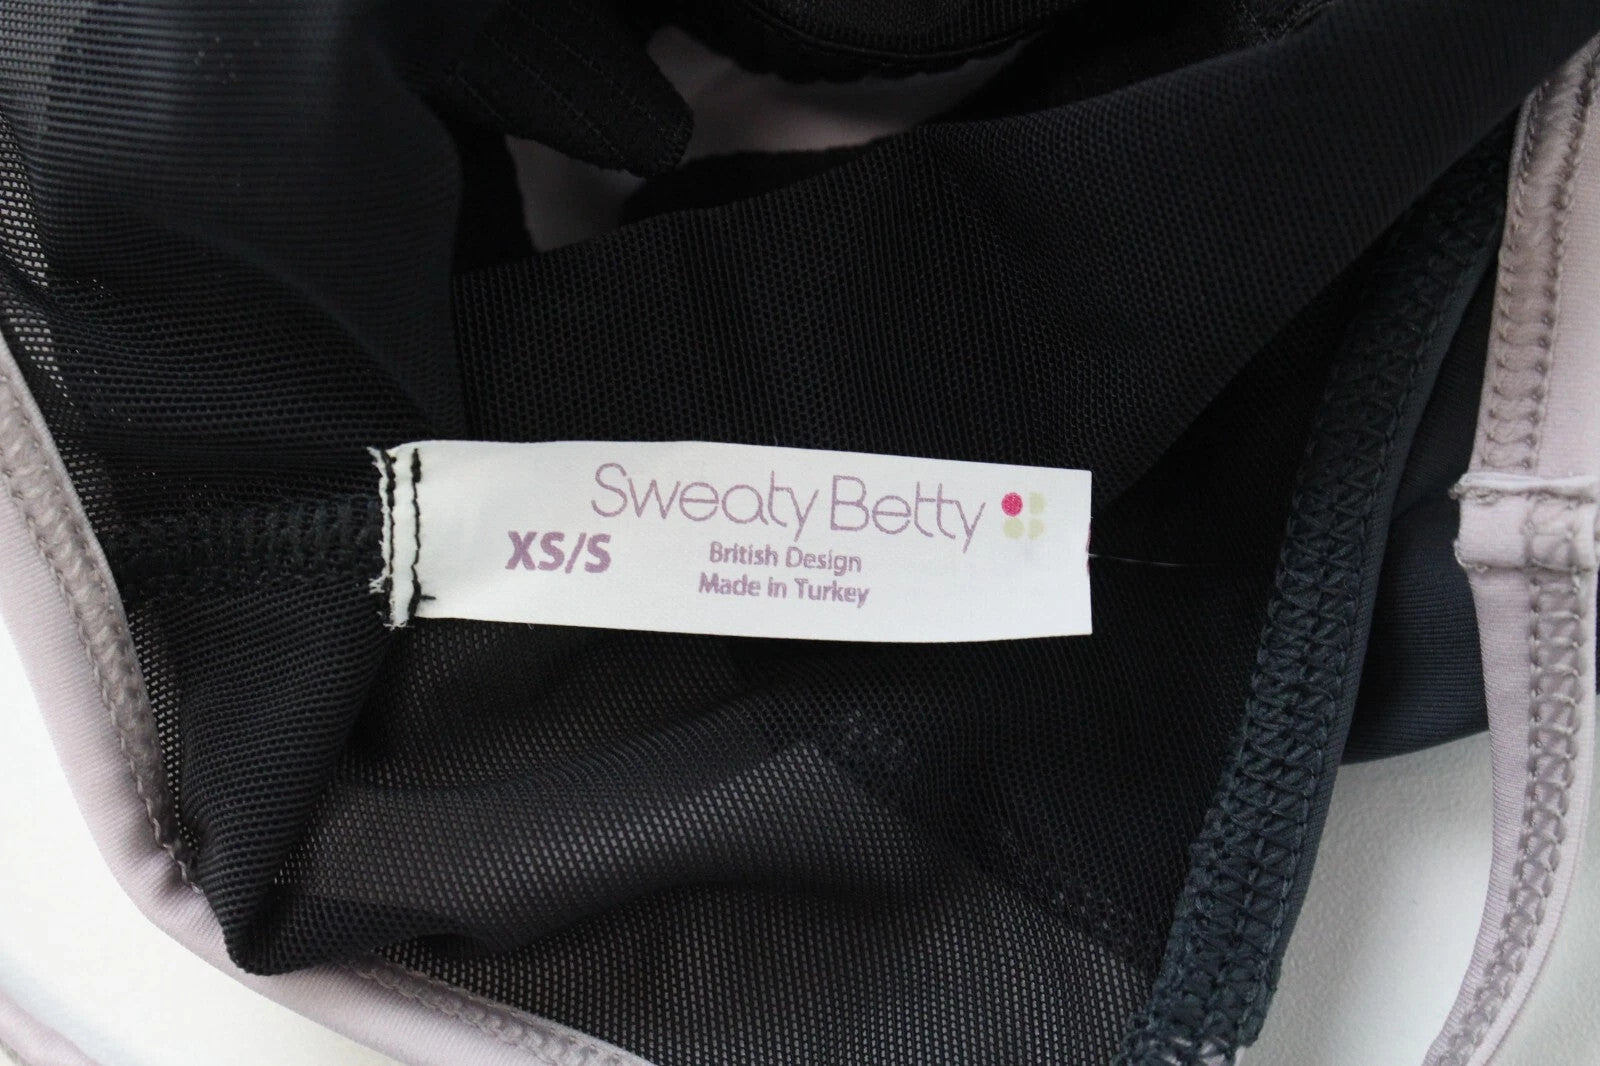 Sweaty Betty
XS/S
British Design
Made in Turkey